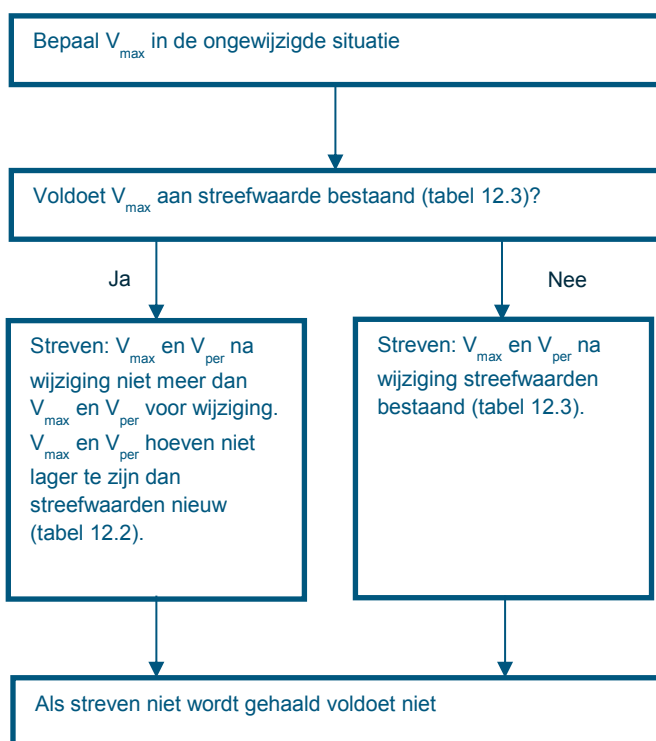 Bepaal Vmax in de ongewijzigde situatie
Voldoet Vmax aan streefwaarde bestaand (tabel 12.3)?
Ja
Nee
Streven: Vmax en Vper na
wijziging niet meer dan
Vmax en Vper voor wijziging.
Vmax en Vper hoeven niet
lager te zijn dan
streefwaarden nieuw
(tabel 12.2).
Streven: Vmax en Vper na
wijziging streefwaarden
bestaand (tabel 12.3).
Als streven niet wordt gehaald voldoet niet